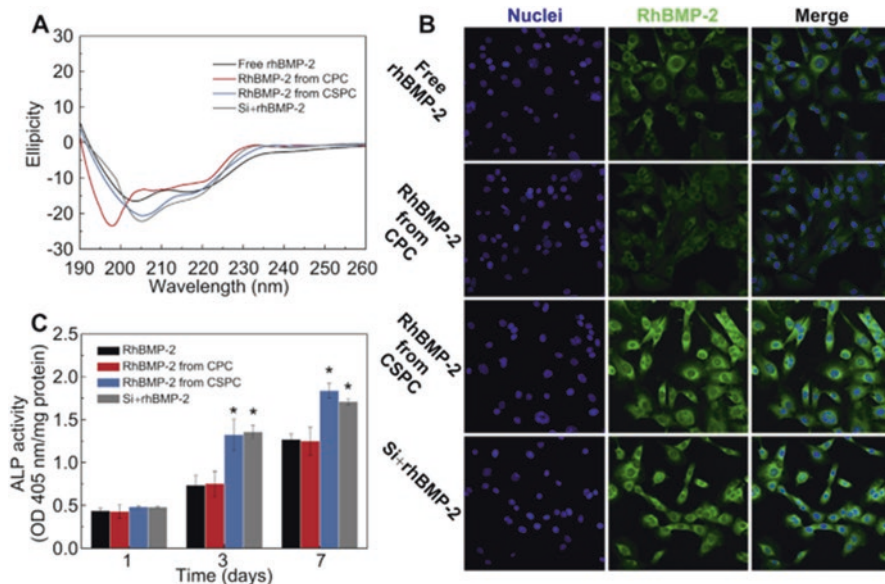 A
Ellipicity
30
20
10
0
-10
-20
-30
190 200 210 220 230 240 250 260
Wavelength (nm)
Free rhBMP-2
RhBMP-2 from CPC
RhBMP-2 from CSPC
Si+rhBMP-2
B
Nuclei RhBMP-2 Merge
Free
rhBMP-2
RhBMP-2
from
CPC
RhBMP-2
from
CSPC
Si+rhBMP-2
C
ALP activity
(OD 405 nm/mg protein)
2.5
2.0
1.5
1.0
0.5
0.0
RhBMP-2
RhBMP-2 from CPC
RhBMP-2 from CSPC
Si+rhBMP-2
* *
* *
1 3 7
Time (days)